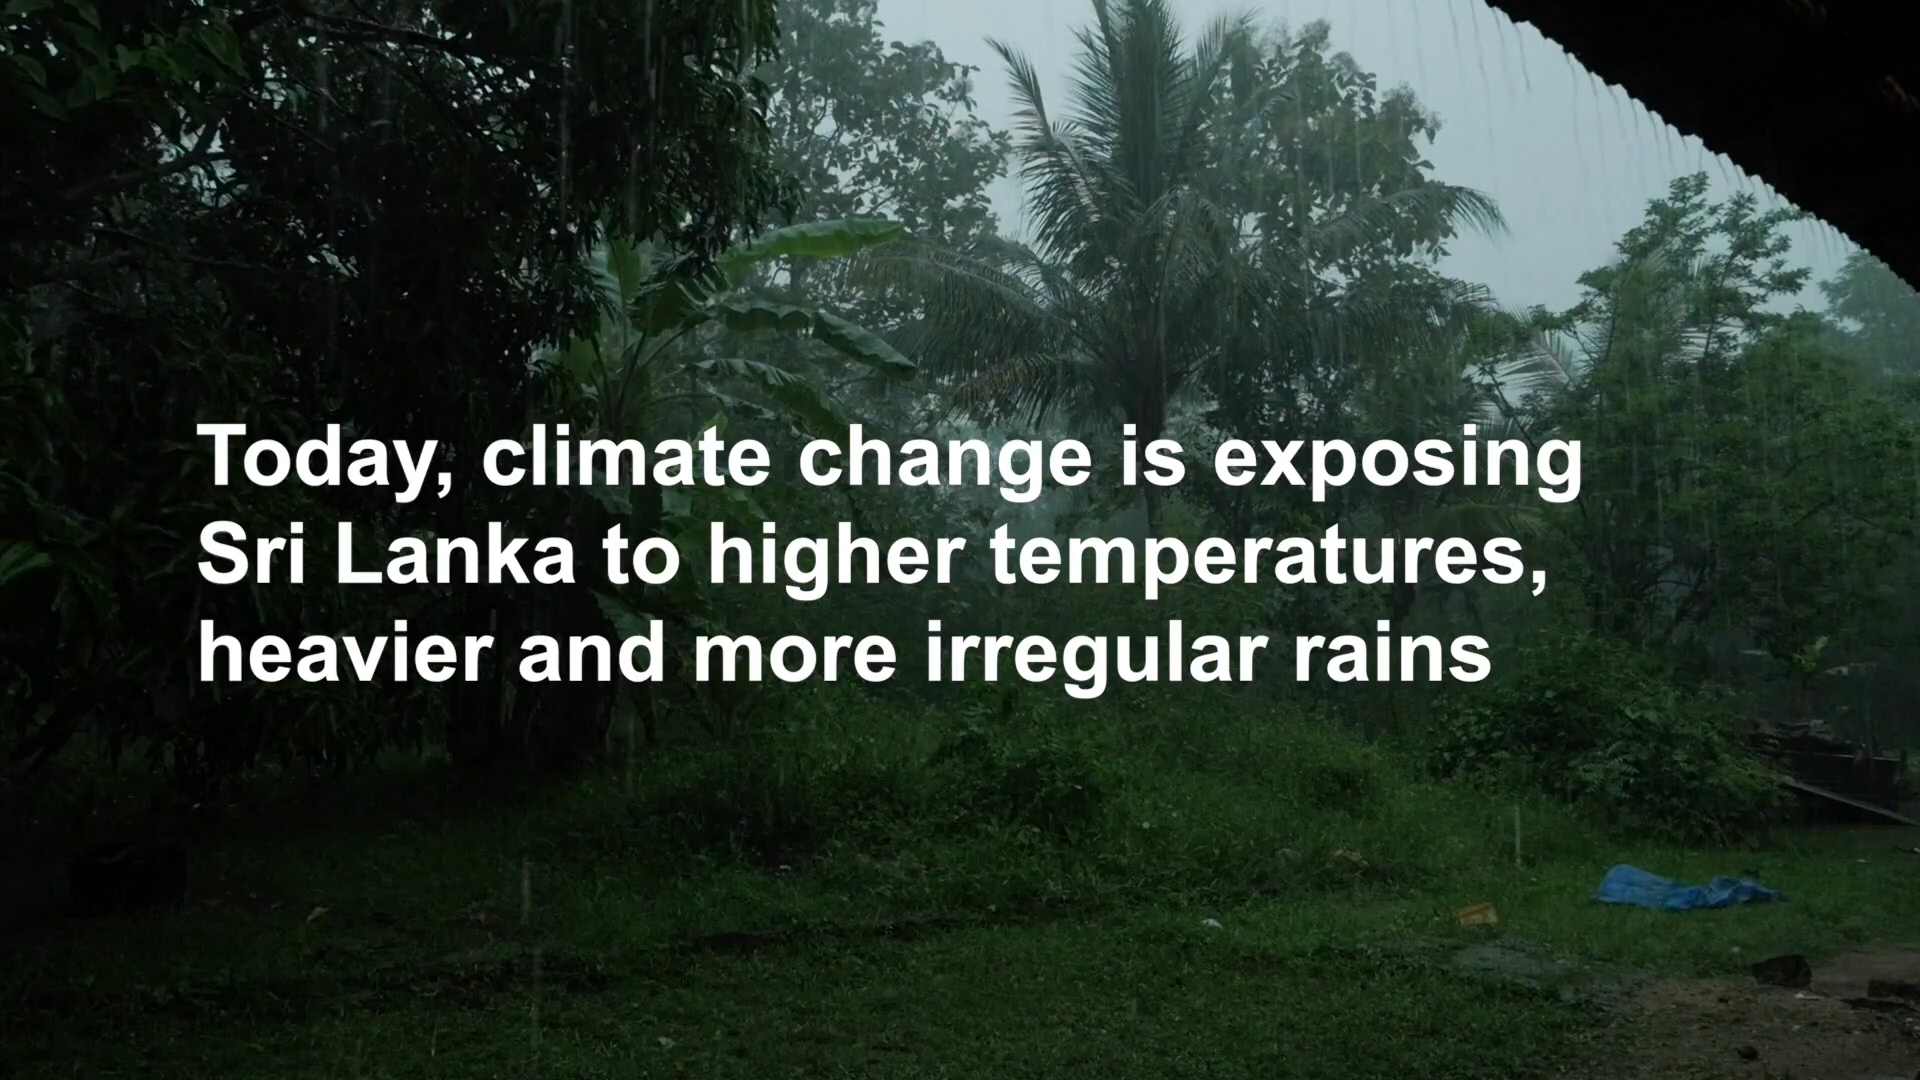 Today, climate change is exposing
Sri Lanka to higher temperatures,
heavier and more irregular rains